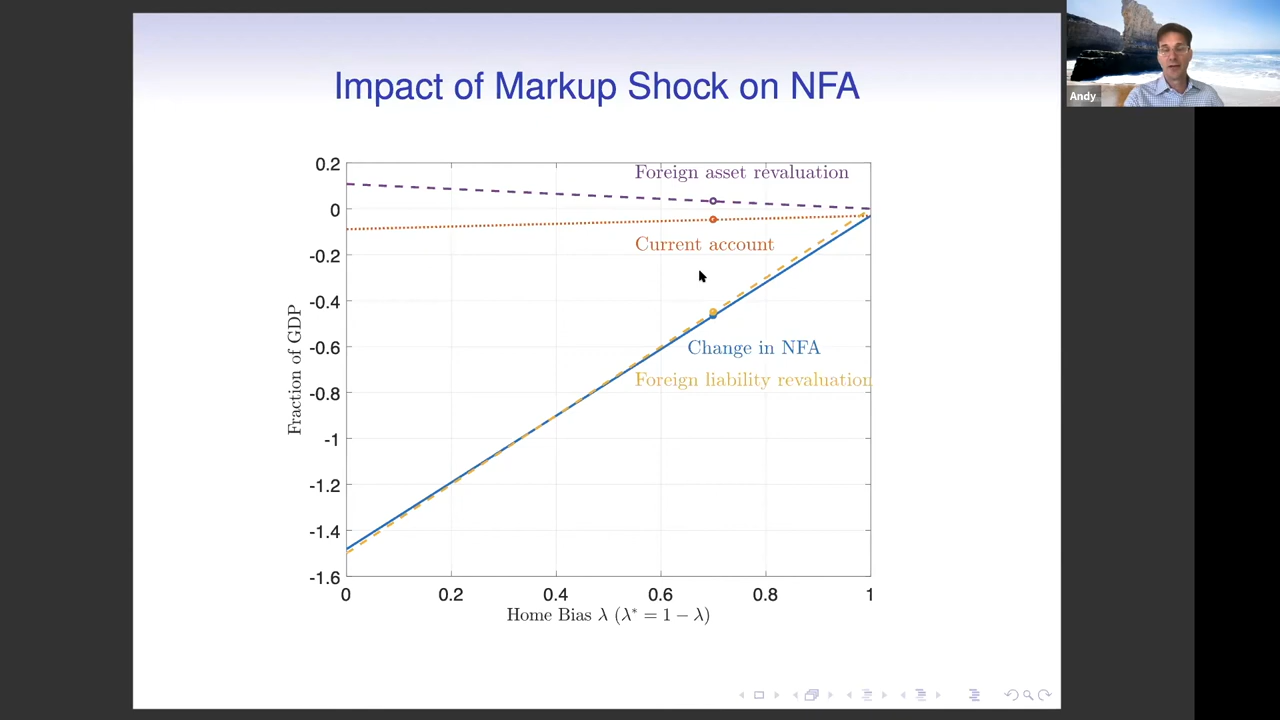 Impact of Markup Shock on NFA
Andy
0.2
0
-0.2
-0.4
-0.6
-0.8
-1
-1.2
-1.4
-1.6
Fraction of GDP
Foreign asset revaluation
Current account
Change in NFA
Foreign liability revaluation
0
0.2
0.4
0.6
0.8
1
Home Bias λ (λ* = 1 − λ)